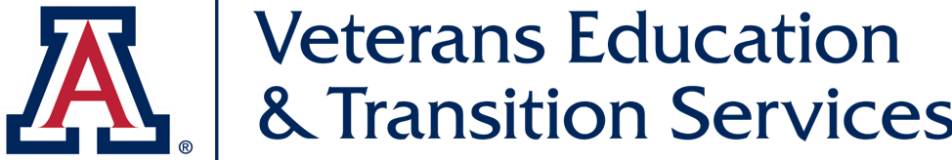 A®
Veterans Education
& Transition Services